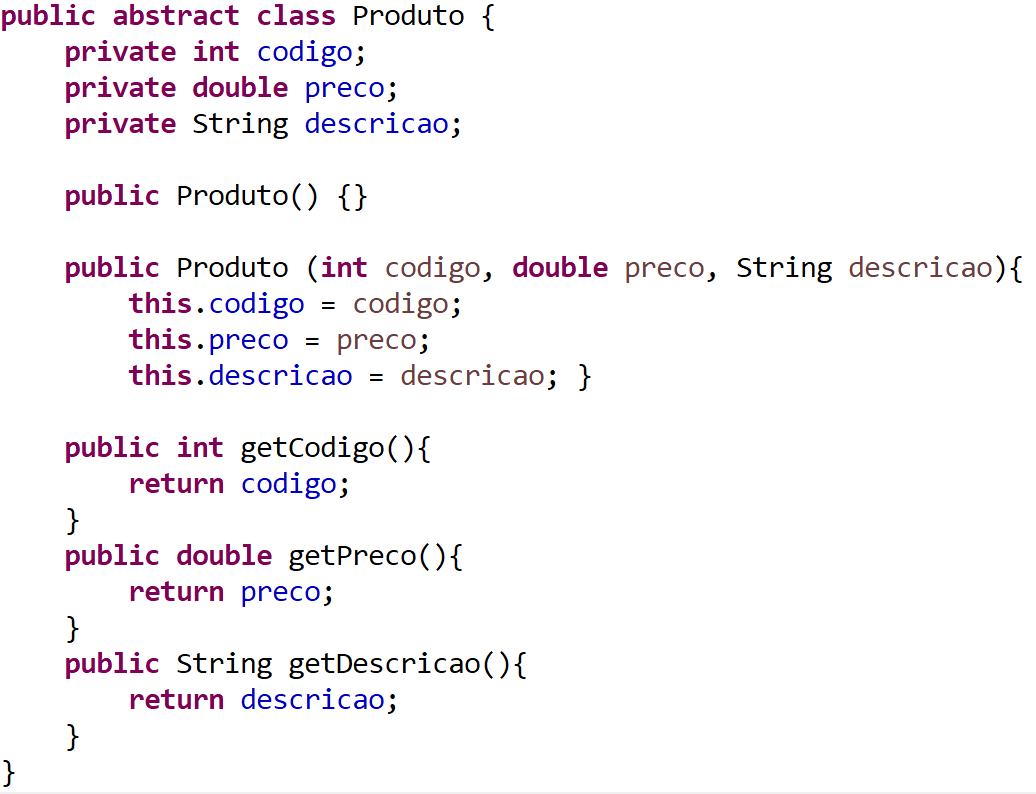 public abstract class Produto {
    private int codigo;
    private double preco;
    private String descricao;

    public Produto() {}

    public Produto (int codigo, double preco, String descricao){
        this.codigo = codigo;
        this.preco = preco;
        this.descricao = descricao; }

    public int getCodigo(){
        return codigo;
    }
    public double getPreco(){
        return preco;
    }
    public String getDescricao(){
        return descricao;
    }
}